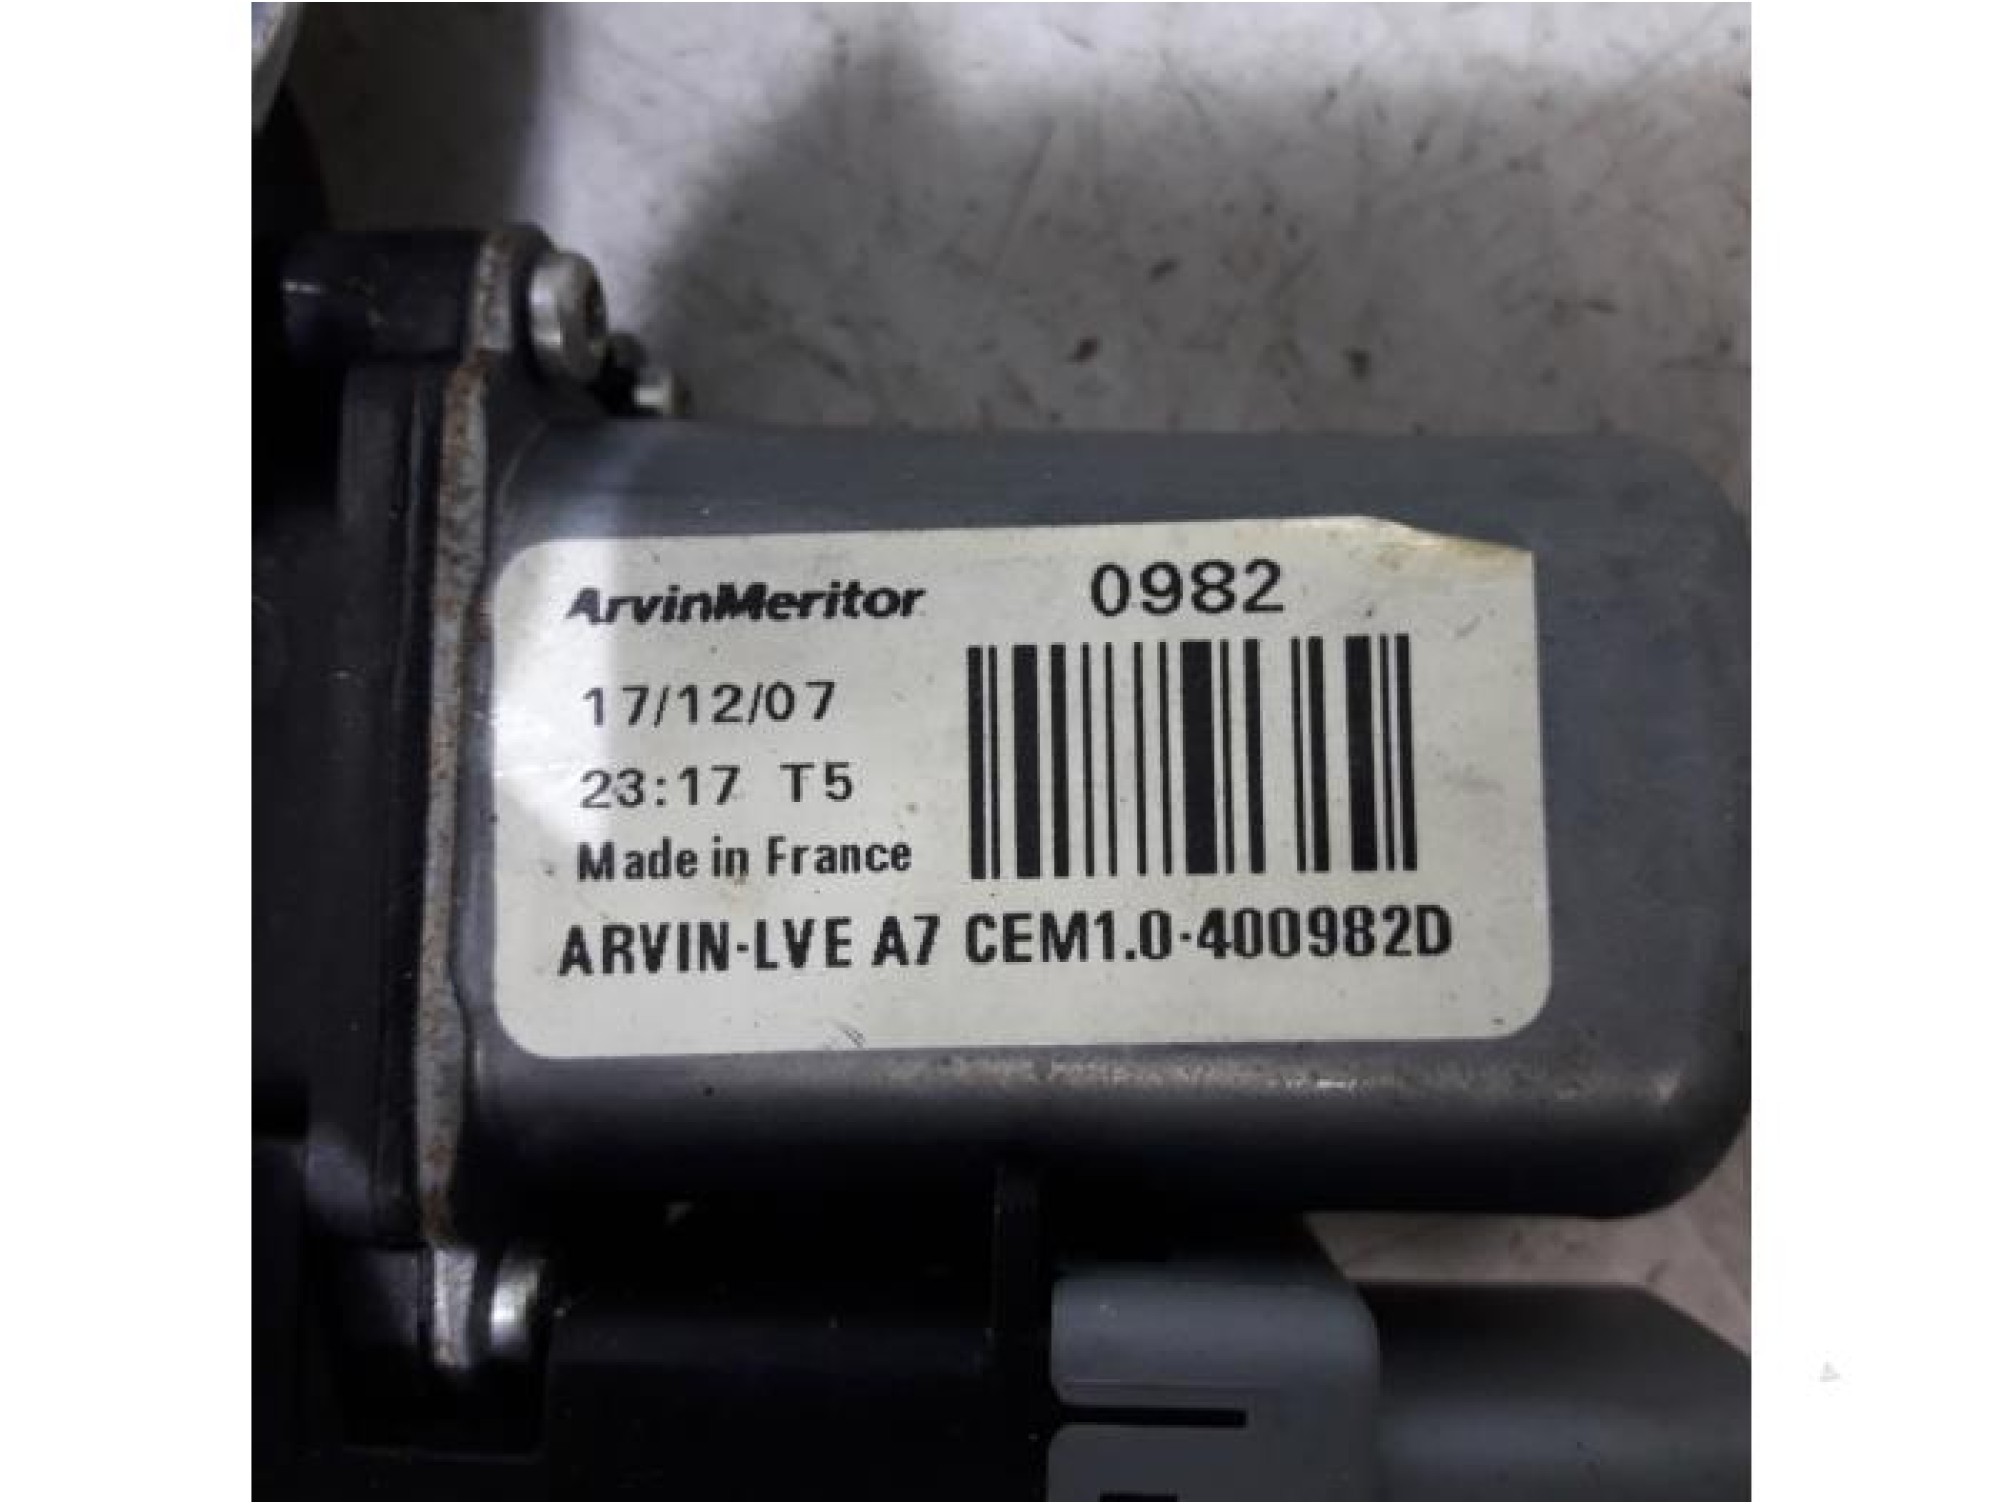 ArvinMeritor 0982
17/12/07
23:17 T5
Made in France
ARVIN-LVE A7 CEM1.0-400982D